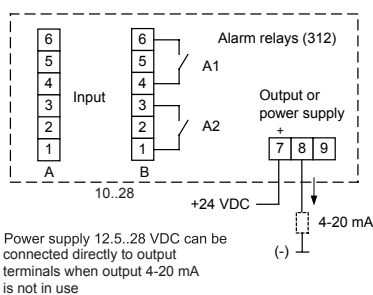 Alarm relays (312)
6 5 4 3 2 1
A
Input
6 5 4 3 2 1
B
A1
A2
Output or
power supply
+
7 8 9
10..28
+24 VDC
4-20 mA
(-)
Power supply 12.5..28 VDC can be
connected directly to output
terminals when output 4-20 mA
is not in use